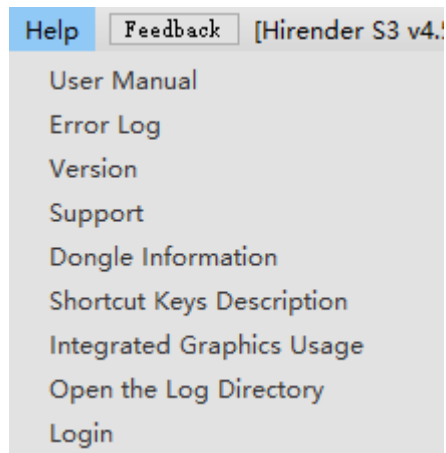 Help Feedback [Hirender S3 v4.
User Manual
Error Log
Version
Support
Dongle Information
Shortcut Keys Description
Integrated Graphics Usage
Open the Log Directory
Login